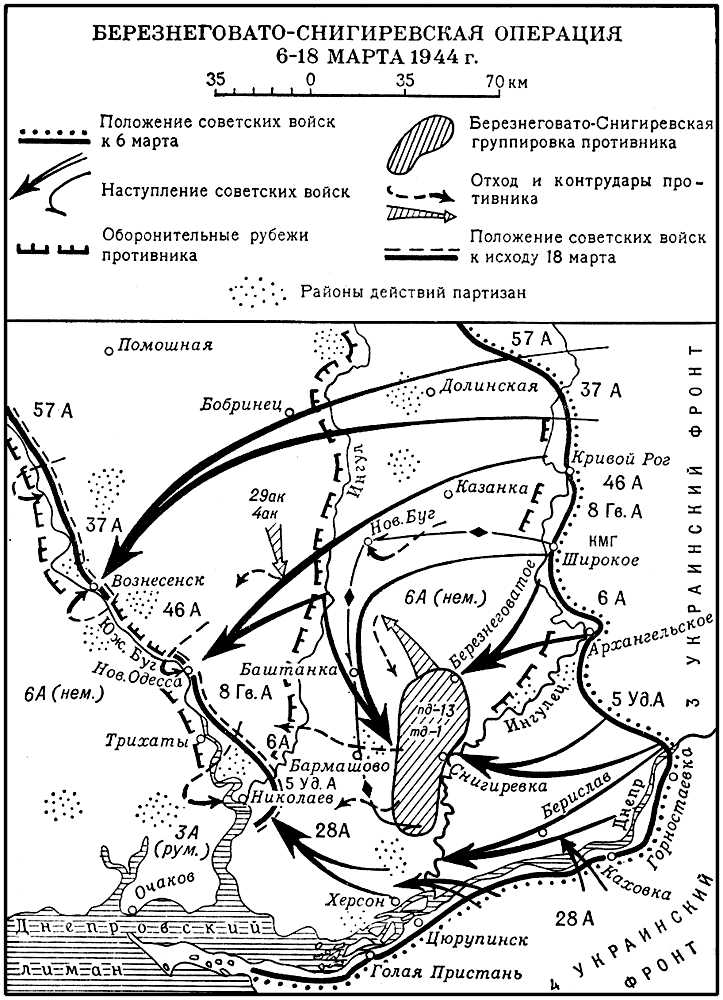 БЕРЕЗНЕГОВАТО-СНИГИРЕВСКАЯ ОПЕРАЦИЯ
6-18 МАРТА 1944 г.
35 0 35 70 км
Положение советских войск
к 6 марта
Наступление советских войск
Оборонительные рубежи
противника
Березнеговато-Снигиревская
группировка противника
Отход и контрудары про-
тивника
Положение советских войск
к исходу 18 марта
Районы действий партизан
57 А
Помошная
Долинская
37 А
Бобринец
57 А
Кривой Рог
46 А
Ингул
Казанка
29ак
4ак
8 Гв. А
37 А
Нов. Буг
КМГ
Широкое
Вознесенск
6А (нем.)
46 А
6 А
Березнеговатое
Архангельское
Юж. Буг
Нов. Одесса
Баштанка
6А (нем.)
8 Гв. А
5 Уд. А
Ингулец
пд-13
тд-1
Трихаты
6А
Бармашово
Снигиревка
5 Уд. А
Николаев
Берислав
Днепр
Горностаевка
3А
(рум.)
28А
Каховка
Очаков
Херсон
28 А
Днепровский
лиман
Цюрупинск
Голая Пристань
3 УКРАИНСКИЙ ФРОНТ
4 УКРАИНСКИЙ
ФРОНТ